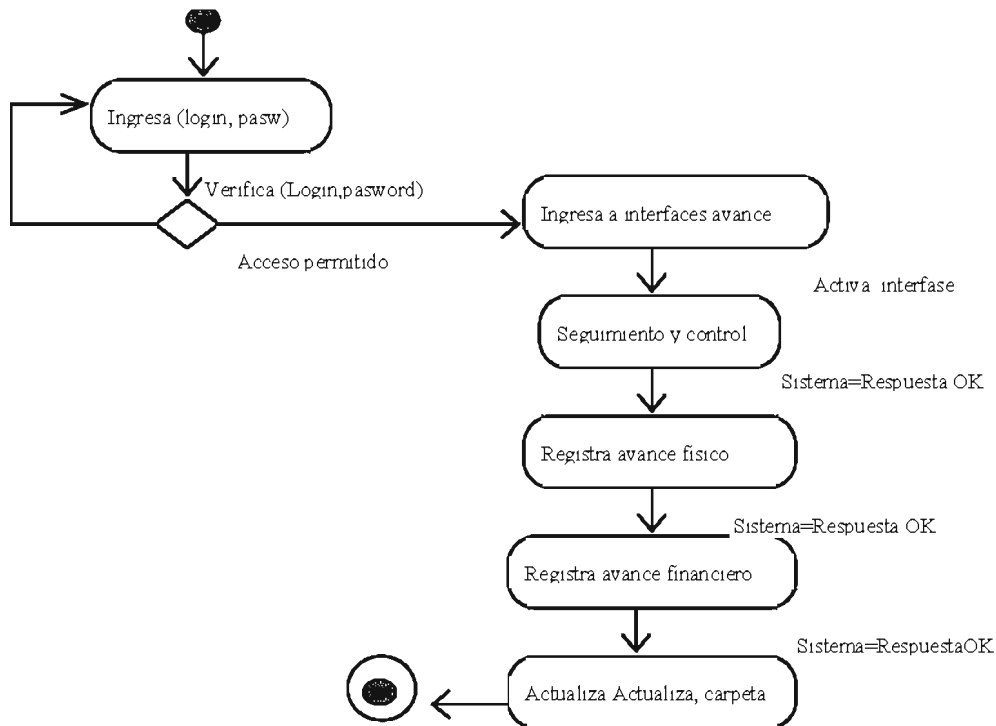 Ingresa (login, pasw)
Verifica (Login,pasword)
Ingresa a interfaces avance
Acceso permitido
Activa interfase
Seguimiento y control
Sistema=Respuesta OK
Registra avance físico
Sistema=Respuesta OK
Registra avance financiero
Sistema=RespuestaOK
Actualiza Actualiza, carpeta